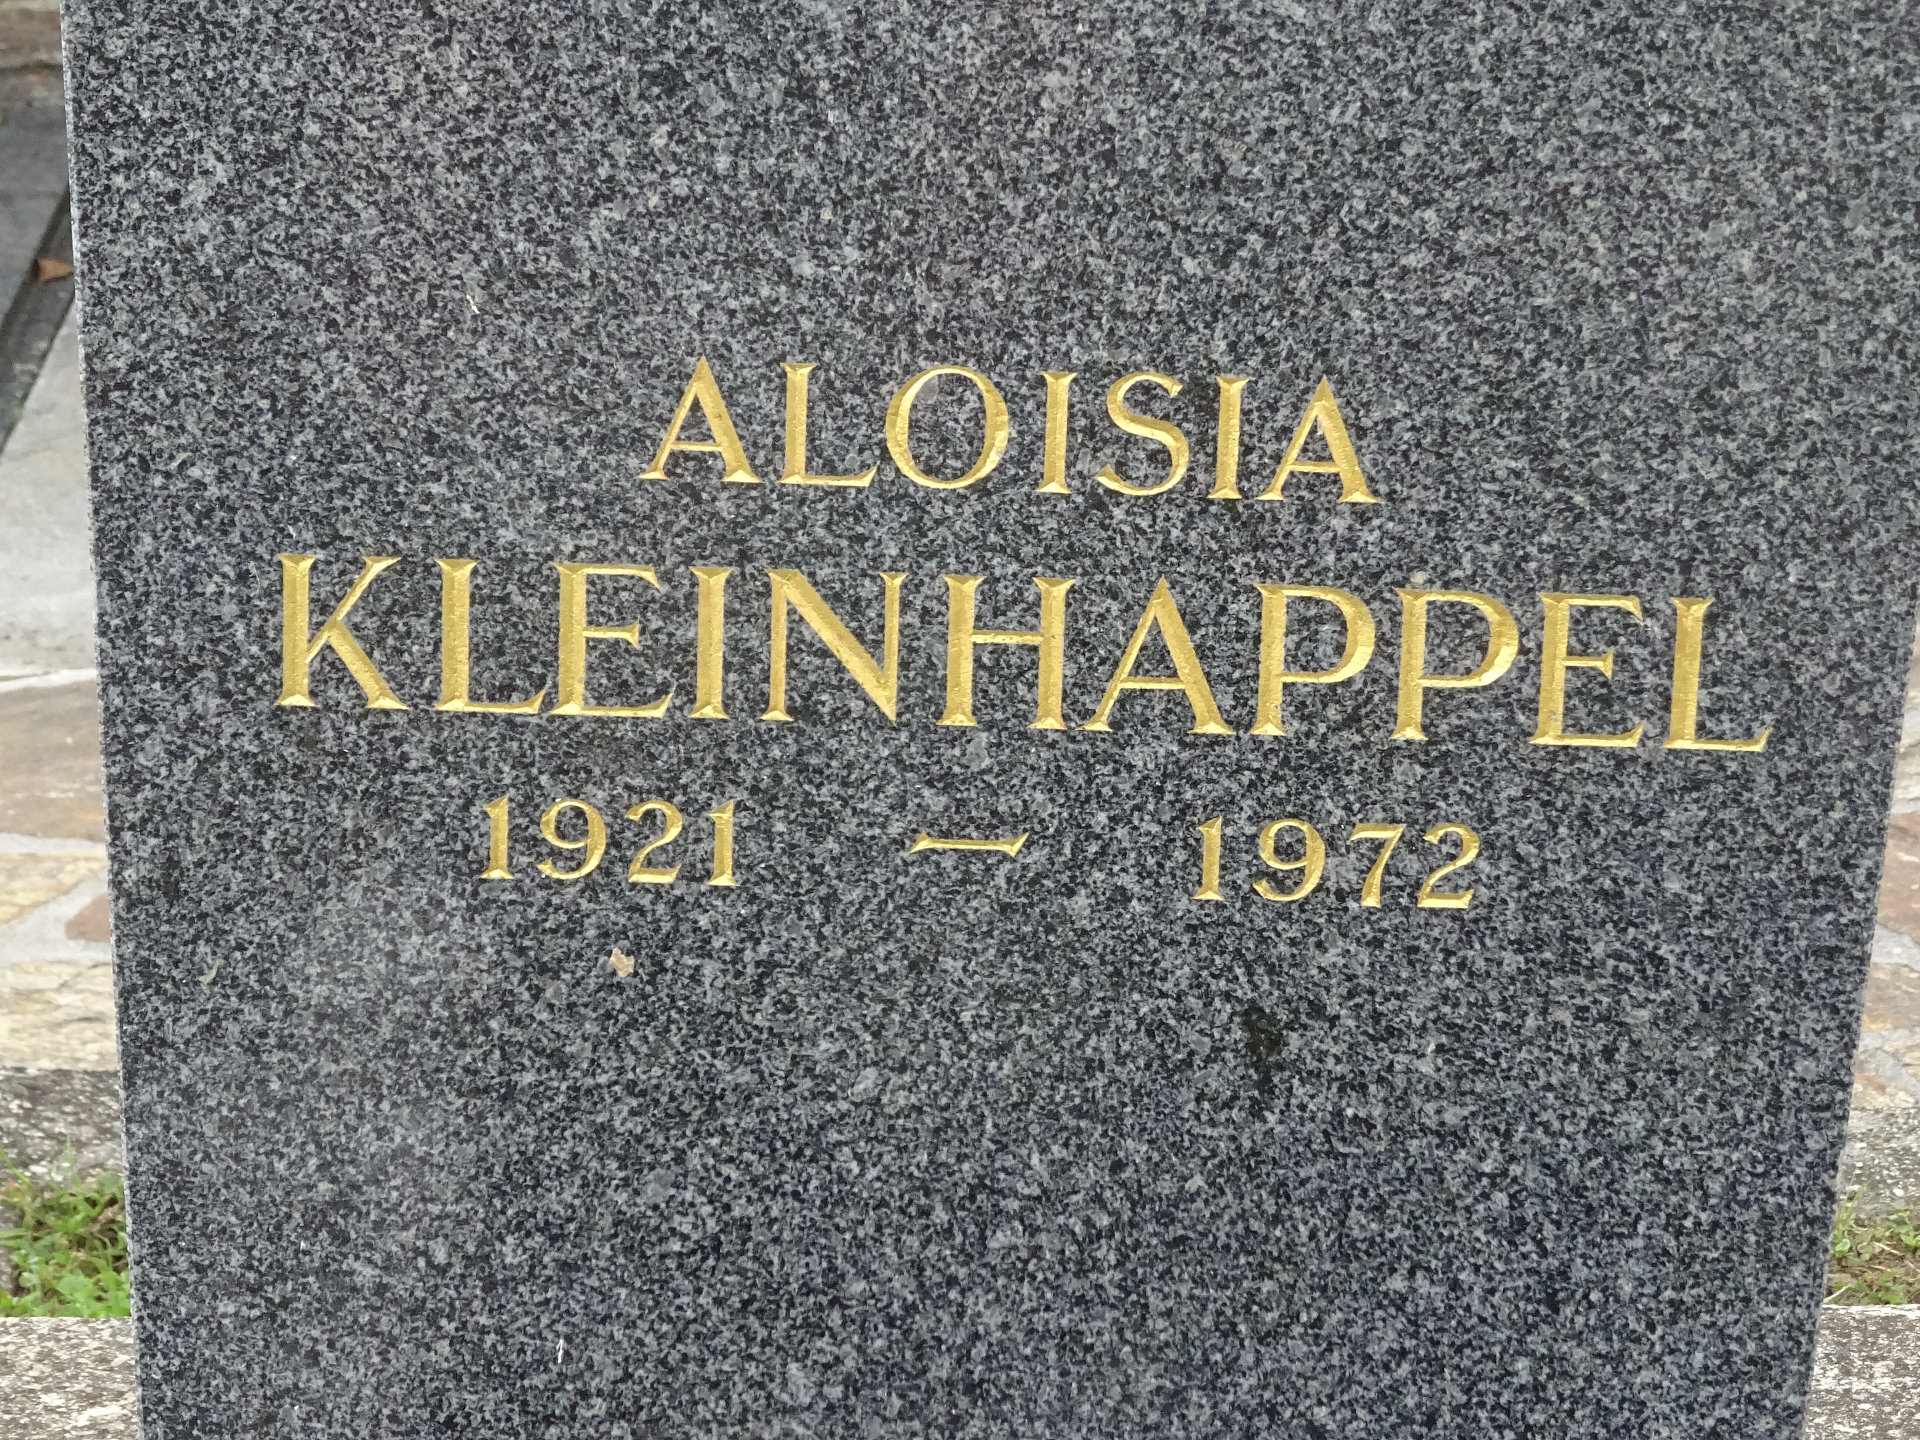 ALOISIA
KLEINHAPPEL
1921 — 1972